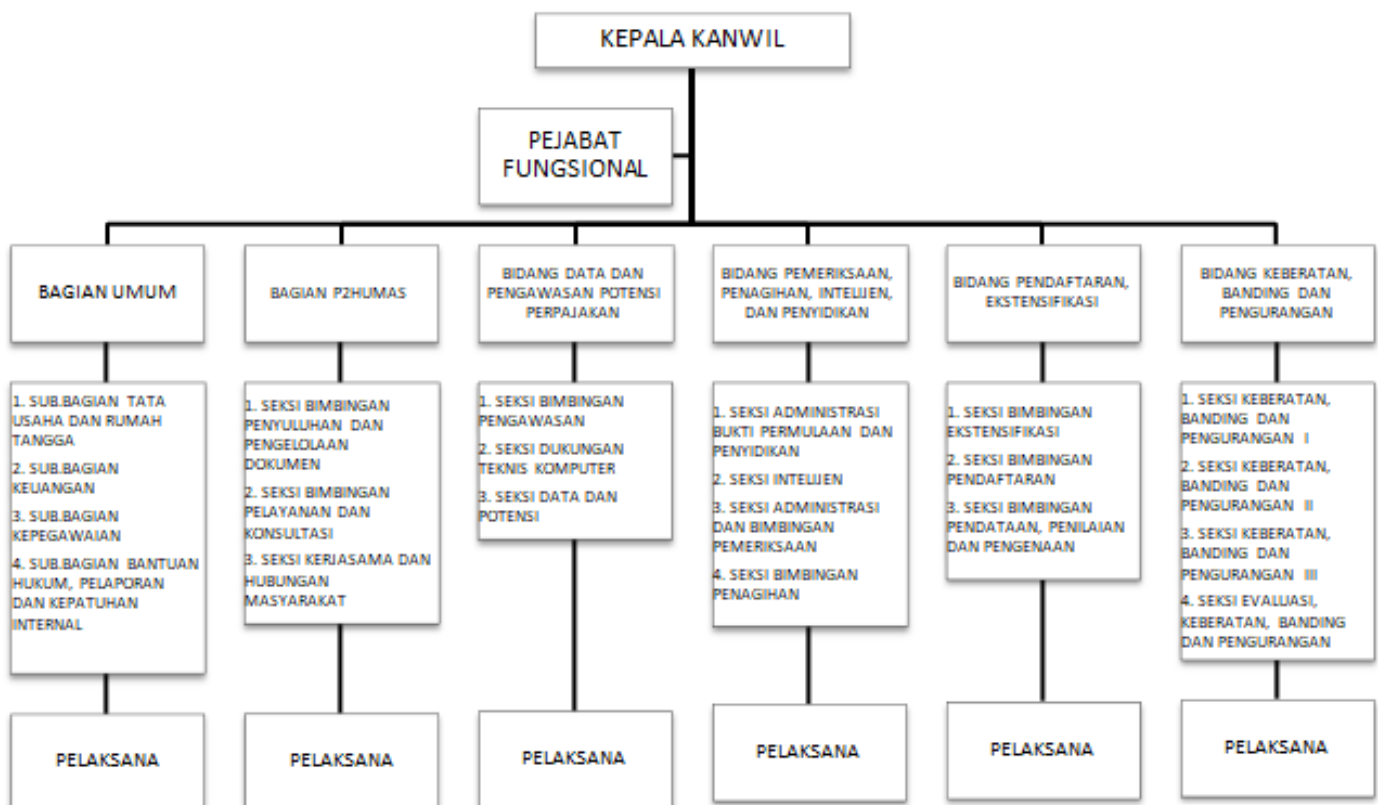 KEPALA KANWIL
PEJABAT
FUNGSIONAL
BAGIAN UMUM
BAGIAN P2HUMAS
BIDANG DATA DAN
PENGAWASAN POTENSI
PERPAJAKAN
BIDANG PEMERIKSAAN,
PENAGIHAN, INTELIJEN,
DAN PENYIDIKAN
BIDANG PENDAFTARAN,
EKSTENSIFIKASI
BIDANG KEBERATAN,
BANDING DAN
PENGURANGAN
1. SUB.BAGIAN TATA
USAHA DAN RUMAH
TANGGA
2. SUB.BAGIAN
KEUANGAN
3. SUB.BAGIAN
KEPEGAWAIAN
4. SUB.BAGIAN BANTUAN
HUKUM, PELAPORAN
DAN KEPATUHAN
INTERNAL
1. SEKSI BIMBINGAN
PENYULUHAN DAN
PENGELOLAAN
DOKUMEN
2. SEKSI BIMBINGAN
PELAYANAN DAN
KONSULTASI
3. SEKSI KERJASAMA DAN
HUBUNGAN
MASYARAKAT
1. SEKSI BIMBINGAN
PENGAWASAN
2. SEKSI DUKUNGAN
TEKNIS KOMPUTER
3. SEKSI DATA DAN
POTENSI
1. SEKSI ADMINISTRASI
BUKTI PERMULAAN DAN
PENYIDIKAN
2. SEKSI INTELIJEN
3. SEKSI ADMINISTRASI
DAN BIMBINGAN
PEMERIKSAAN
4. SEKSI BIMBINGAN
PENAGIHAN
1. SEKSI BIMBINGAN
EKSTENSIFIKASI
2. SEKSI BIMBINGAN
PENDAFTARAN
3. SEKSI BIMBINGAN
PENDATAAN, PENILAIAN
DAN PENGENAAN
1. SEKSI KEBERATAN,
BANDING DAN
PENGURANGAN I
2. SEKSI KEBERATAN,
BANDING DAN
PENGURANGAN II
3. SEKSI KEBERATAN,
BANDING DAN
PENGURANGAN III
4. SEKSI EVALUASI,
KEBERATAN, BANDING
DAN PENGURANGAN
PELAKSANA
PELAKSANA
PELAKSANA
PELAKSANA
PELAKSANA
PELAKSANA